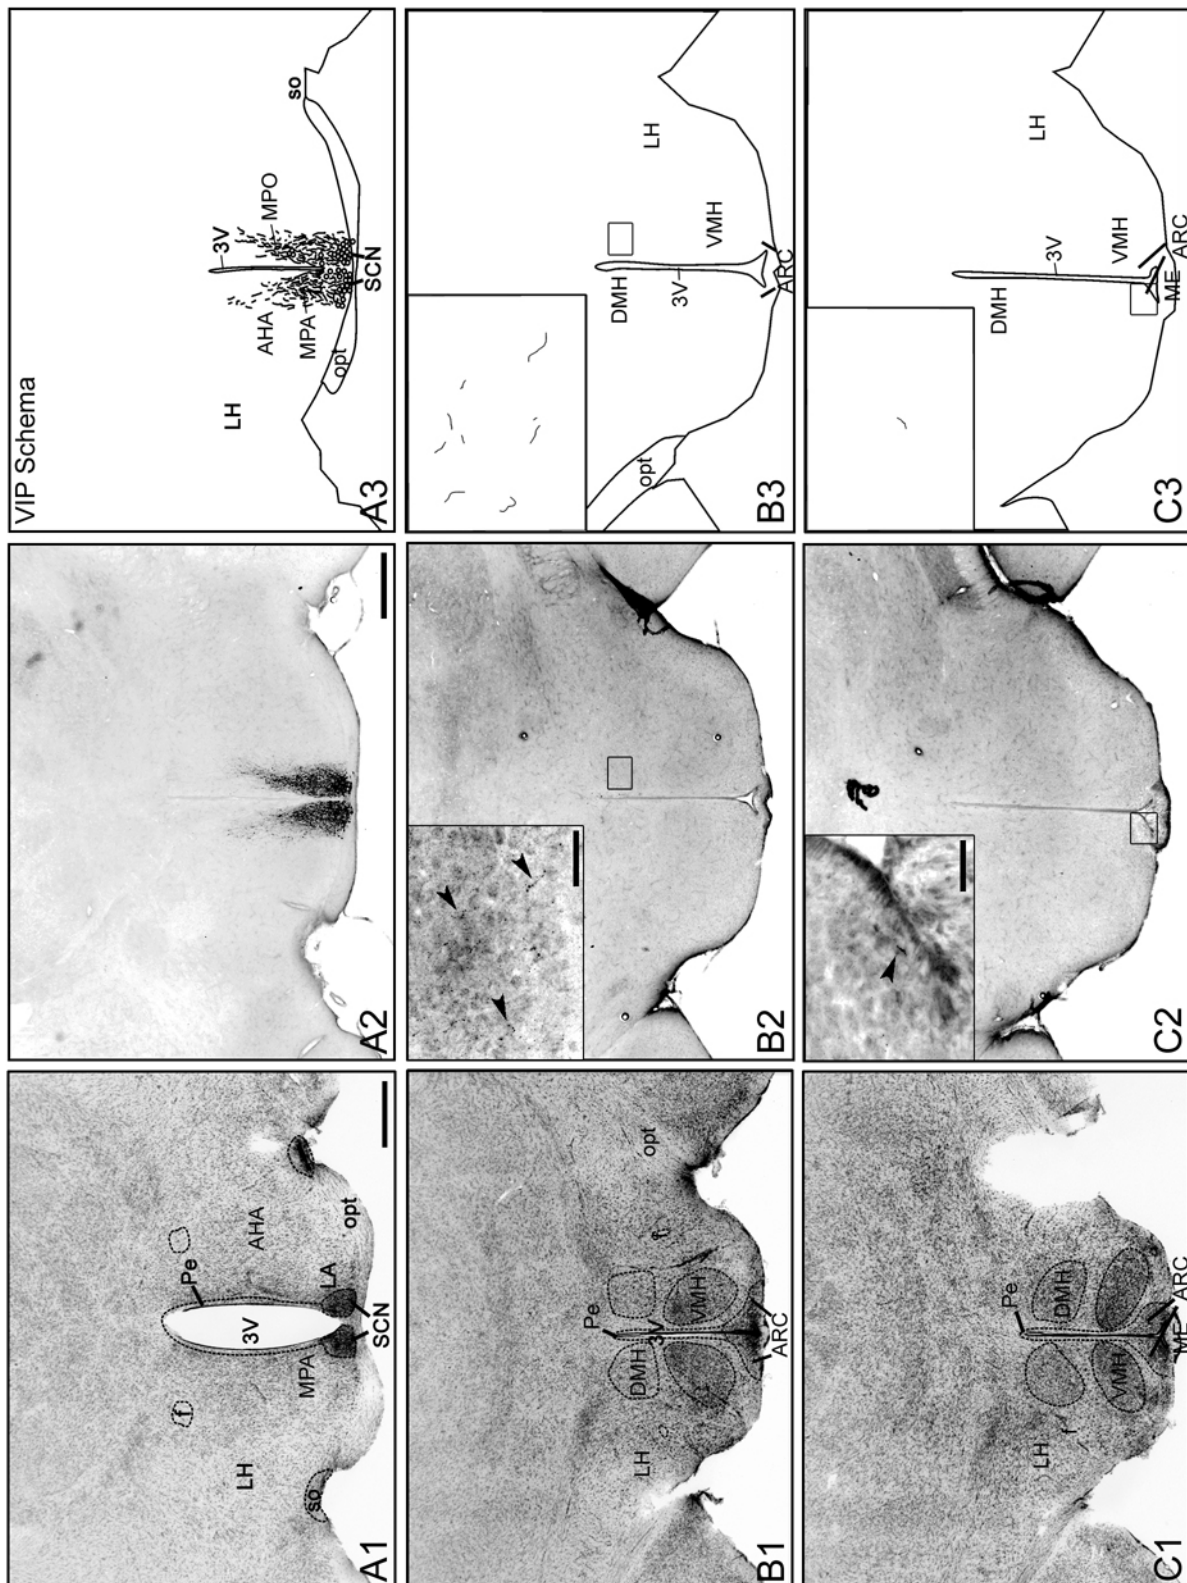 A1
f
LH
so
MPA
3V
Pe
AHA
LA
SCN
opt
A2
VIP Schema
A3
LH
AHA
MPA
opt
3V
MPO
SCN
so
B1
LH
DMH
Pe
3V
VMH
ARC
f
opt
B2
B3
opt
DMH
3V
ARC
VMH
LH
C1
LH
f
Pe
DMH
VMH
ME
ARC
C2
C3
DMH
3V
VMH
ME
ARC
LH